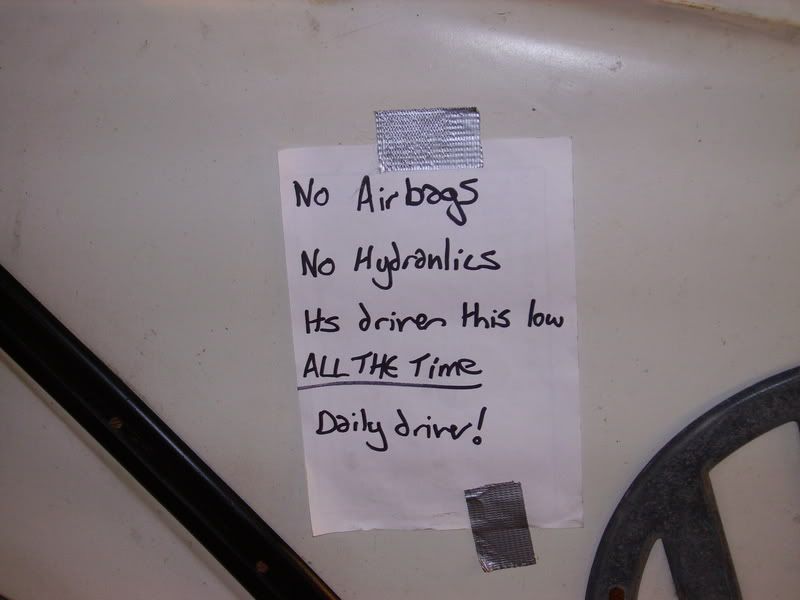 No Airbags
No Hydraulics
Its driven this low
ALL THE Time
Daily driver!